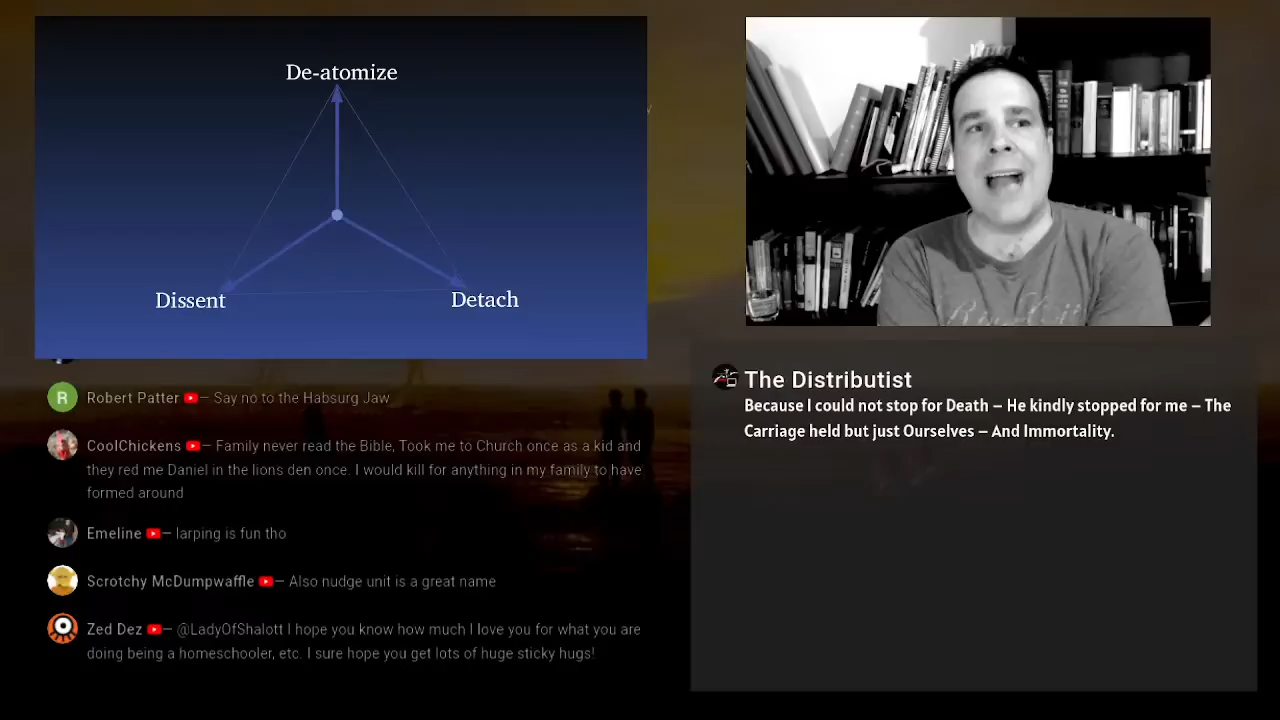 De-atomize
Dissent
Detach
R
Robert Patter — Say no to the Habsurg Jaw
CoolChickens — Family never read the Bible, Took me to Church once as a kid and
they red me Daniel in the lions den once. I would kill for anything in my family to have
formed around
Emeline — larping is fun tho
Scrotchy McDumpwaffle — Also nudge unit is a great name
Zed Dez — @LadyOfShalott I hope you know how much I love you for what you are
doing being a homeschooler, etc. I sure hope you get lots of huge sticky hugs!
The Distributist
Because I could not stop for Death – He kindly stopped for me – The
Carriage held but just Ourselves – And Immortality.